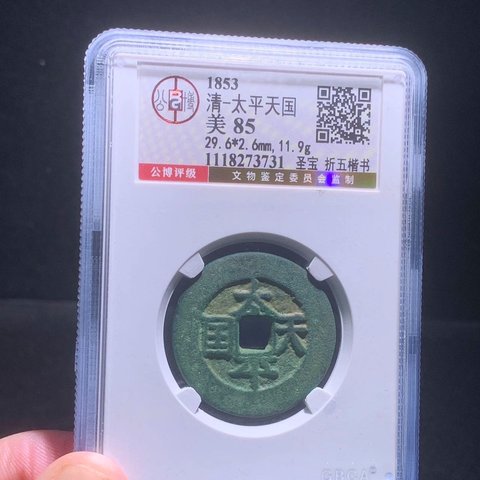 1853
公博
清-太平天国
美 85
29.6*2.6mm,11.9g
1118273731 圣宝 折五楷书
公博评级
文物鉴定委员会监制
太平天国
GBCA